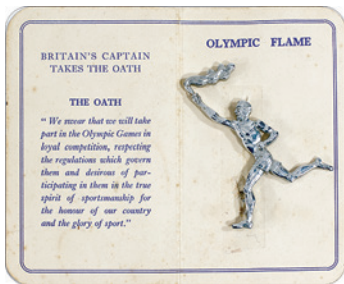 BRITAIN'S CAPTAIN
TAKES THE OATH
THE OATH
" We swear that we will take
part in the Olympic Games in
loyal competition, respecting
the regulations which govern
them and desirous of par-
ticipating in them in the true
spirit of sportsmanship for
the honour of our country
and the glory of sport."
OLYMPIC FLAME